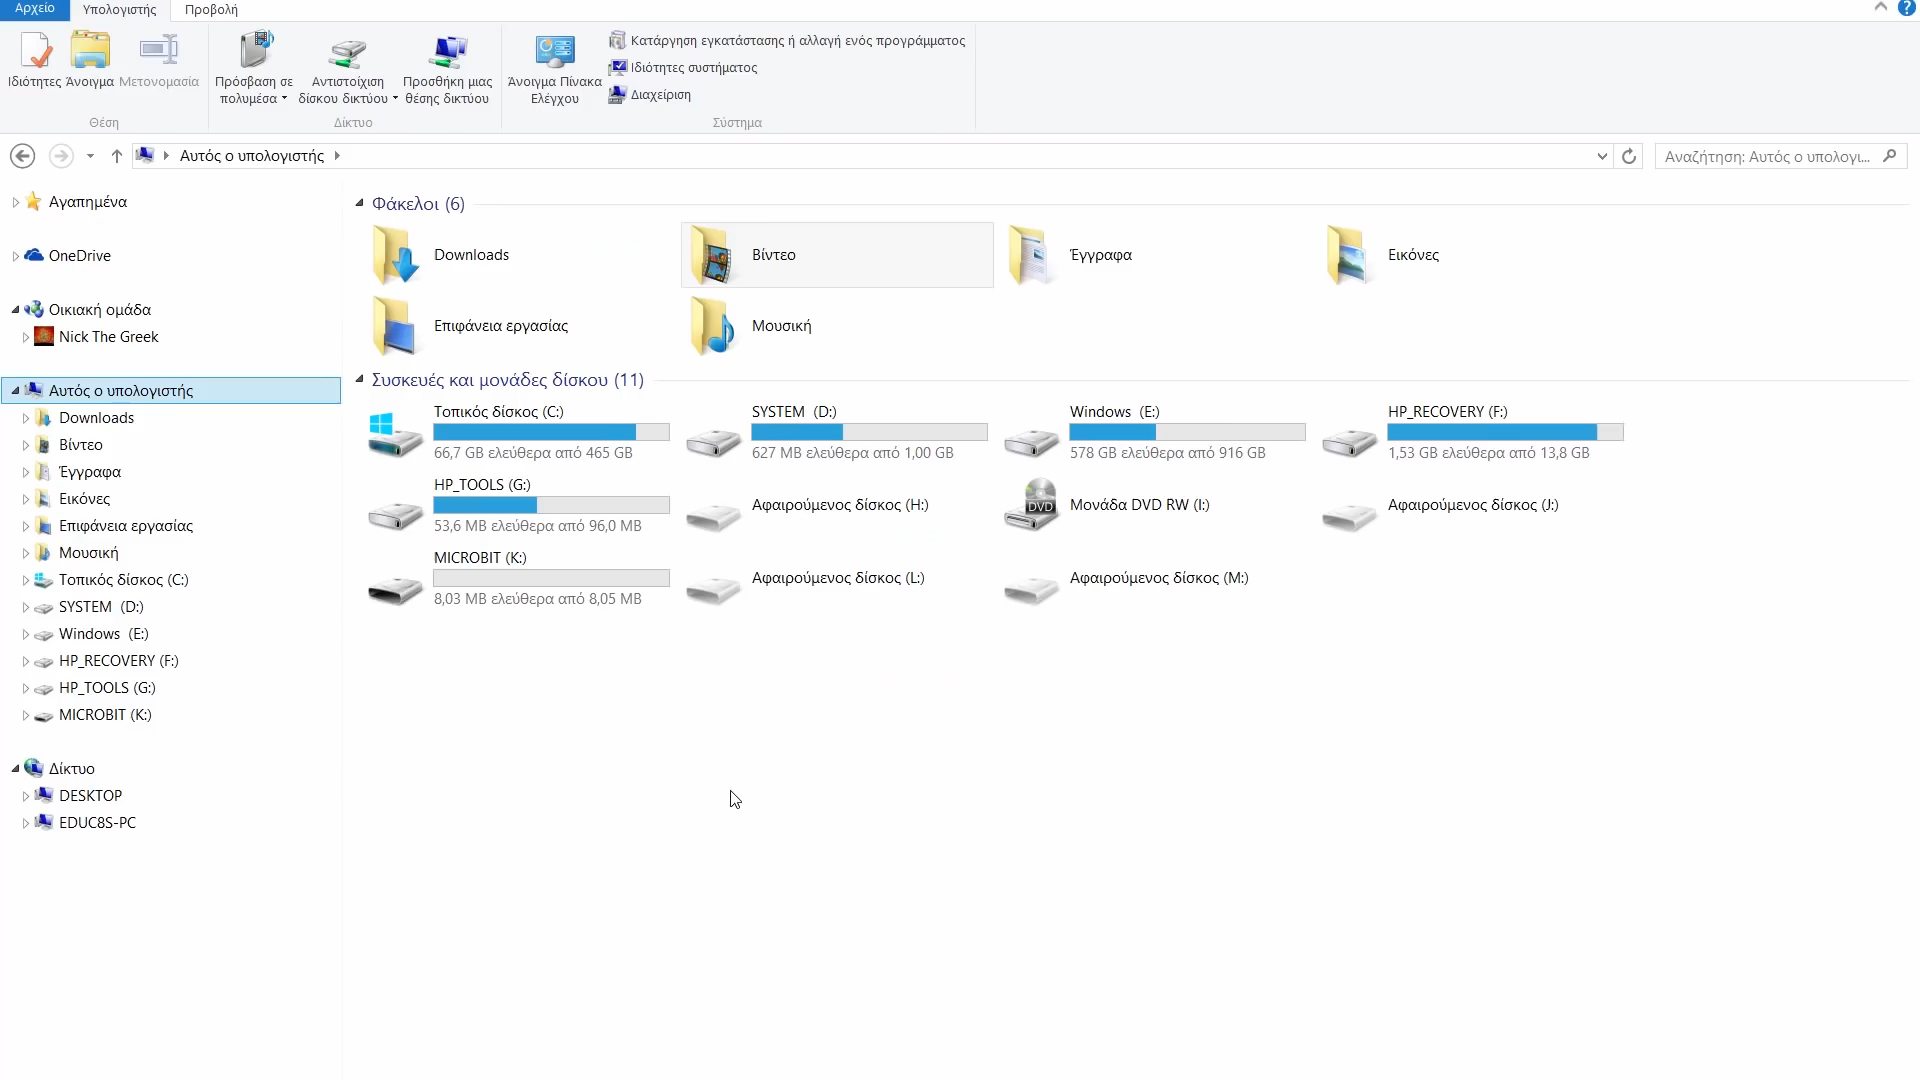 Αρχείο
Υπολογιστής
Προβολή
Ιδιότητες
Άνοιγμα
Μετονομασία
Πρόσβαση σε
πολυμέσα
Αντιστοίχιση
δίσκου δικτύου
Προσθήκη μιας
θέσης δικτύου
Άνοιγμα Πίνακα
Ελέγχου
Κατάργηση εγκατάστασης ή αλλαγή ενός προγράμματος
Ιδιότητες συστήματος
Διαχείριση
Θέση
Δίκτυο
Σύστημα
Αυτός ο υπολογιστής
Αναζήτηση: Αυτός ο υπολογι...
Αγαπημένα
OneDrive
Οικιακή ομάδα
Nick The Greek
Αυτός ο υπολογιστής
Downloads
Βίντεο
Έγγραφα
Εικόνες
Επιφάνεια εργασίας
Μουσική
Τοπικός δίσκος (C:)
SYSTEM (D:)
Windows (E:)
HP_RECOVERY (F:)
HP_TOOLS (G:)
MICROBIT (K:)
Δίκτυο
DESKTOP
EDUC8S-PC
Φάκελοι (6)
Downloads
Βίντεο
Έγγραφα
Εικόνες
Επιφάνεια εργασίας
Μουσική
Συσκευές και μονάδες δίσκου (11)
Τοπικός δίσκος (C:)
66,7 GB ελεύθερα από 465 GB
SYSTEM (D:)
627 MB ελεύθερα από 1,00 GB
Windows (E:)
578 GB ελεύθερα από 916 GB
HP_RECOVERY (F:)
1,53 GB ελεύθερα από 13,8 GB
HP_TOOLS (G:)
53,6 MB ελεύθερα από 96,0 MB
Αφαιρούμενος δίσκος (H:)
DVD
Μονάδα DVD RW (I:)
Αφαιρούμενος δίσκος (J:)
MICROBIT (K:)
8,03 MB ελεύθερα από 8,05 MB
Αφαιρούμενος δίσκος (L:)
Αφαιρούμενος δίσκος (M:)